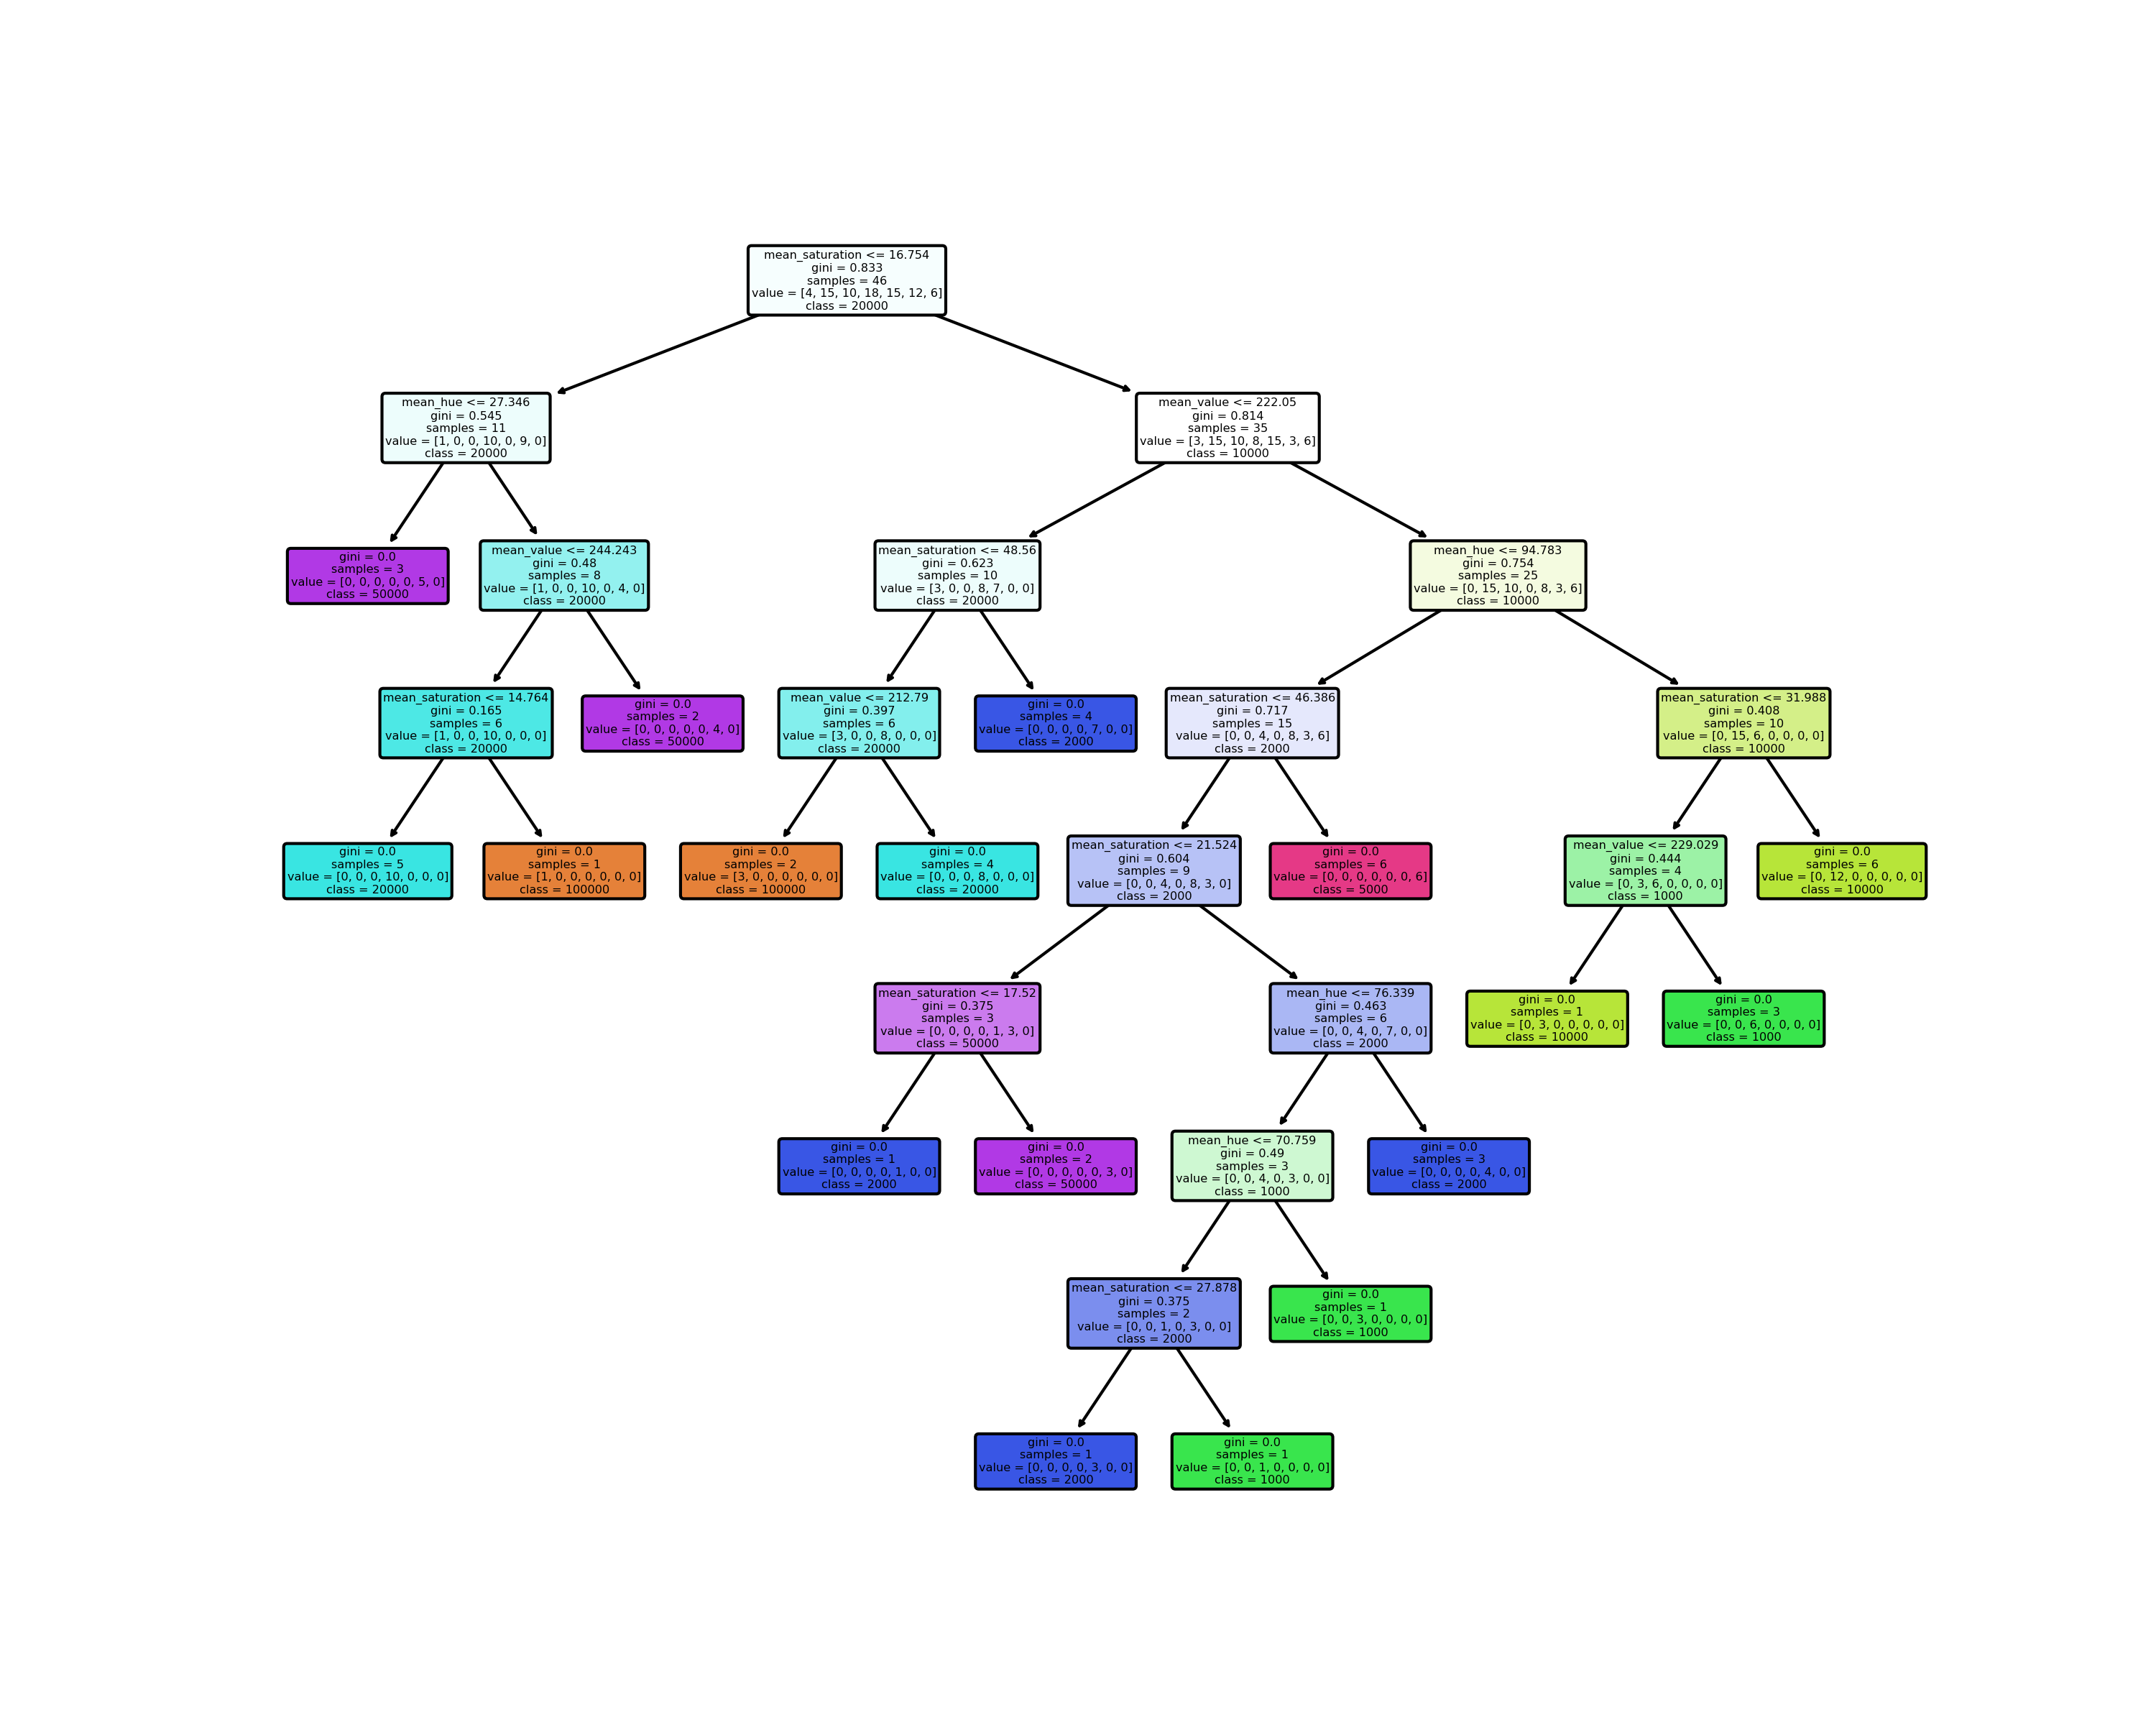 mean_saturation <= 16.754
gini = 0.833
samples = 46
value = [4, 15, 10, 18, 15, 12, 6]
class = 20000
mean_hue <= 27.346
gini = 0.545
samples = 11
value = [1, 0, 0, 10, 0, 9, 0]
class = 20000
mean_value <= 222.05
gini = 0.814
samples = 35
value = [3, 15, 10, 8, 15, 3, 6]
class = 10000
gini = 0.0
samples = 3
value = [0, 0, 0, 0, 0, 5, 0]
class = 50000
mean_value <= 244.243
gini = 0.48
samples = 8
value = [1, 0, 0, 10, 0, 4, 0]
class = 20000
mean_saturation <= 48.56
gini = 0.623
samples = 10
value = [3, 0, 0, 8, 7, 0, 0]
class = 20000
mean_hue <= 94.783
gini = 0.754
samples = 25
value = [0, 15, 10, 0, 8, 3, 6]
class = 10000
mean_saturation <= 14.764
gini = 0.165
samples = 6
value = [1, 0, 0, 10, 0, 0, 0]
class = 20000
gini = 0.0
samples = 2
value = [0, 0, 0, 0, 0, 4, 0]
class = 50000
mean_value <= 212.79
gini = 0.397
samples = 6
value = [3, 0, 0, 8, 0, 0, 0]
class = 20000
gini = 0.0
samples = 4
value = [0, 0, 0, 0, 7, 0, 0]
class = 2000
mean_saturation <= 46.386
gini = 0.717
samples = 15
value = [0, 0, 4, 0, 8, 3, 6]
class = 2000
mean_saturation <= 31.988
gini = 0.408
samples = 10
value = [0, 15, 6, 0, 0, 0, 0]
class = 10000
gini = 0.0
samples = 5
value = [0, 0, 0, 10, 0, 0, 0]
class = 20000
gini = 0.0
samples = 1
value = [1, 0, 0, 0, 0, 0, 0]
class = 100000
gini = 0.0
samples = 2
value = [3, 0, 0, 0, 0, 0, 0]
class = 100000
gini = 0.0
samples = 4
value = [0, 0, 0, 8, 0, 0, 0]
class = 20000
mean_saturation <= 21.524
gini = 0.604
samples = 9
value = [0, 0, 4, 0, 8, 3, 0]
class = 2000
gini = 0.0
samples = 6
value = [0, 0, 0, 0, 0, 0, 6]
class = 5000
mean_value <= 229.029
gini = 0.444
samples = 4
value = [0, 3, 6, 0, 0, 0, 0]
class = 1000
gini = 0.0
samples = 6
value = [0, 12, 0, 0, 0, 0, 0]
class = 10000
mean_saturation <= 17.52
gini = 0.375
samples = 3
value = [0, 0, 0, 0, 1, 3, 0]
class = 50000
mean_hue <= 76.339
gini = 0.463
samples = 6
value = [0, 0, 4, 0, 7, 0, 0]
class = 2000
gini = 0.0
samples = 1
value = [0, 3, 0, 0, 0, 0, 0]
class = 10000
gini = 0.0
samples = 3
value = [0, 0, 6, 0, 0, 0, 0]
class = 1000
gini = 0.0
samples = 1
value = [0, 0, 0, 0, 1, 0, 0]
class = 2000
gini = 0.0
samples = 2
value = [0, 0, 0, 0, 0, 3, 0]
class = 50000
mean_hue <= 70.759
gini = 0.49
samples = 3
value = [0, 0, 4, 0, 3, 0, 0]
class = 1000
gini = 0.0
samples = 3
value = [0, 0, 0, 0, 4, 0, 0]
class = 2000
mean_saturation <= 27.878
gini = 0.375
samples = 2
value = [0, 0, 1, 0, 3, 0, 0]
class = 2000
gini = 0.0
samples = 1
value = [0, 0, 3, 0, 0, 0, 0]
class = 1000
gini = 0.0
samples = 1
value = [0, 0, 0, 0, 3, 0, 0]
class = 2000
gini = 0.0
samples = 1
value = [0, 0, 1, 0, 0, 0, 0]
class = 1000